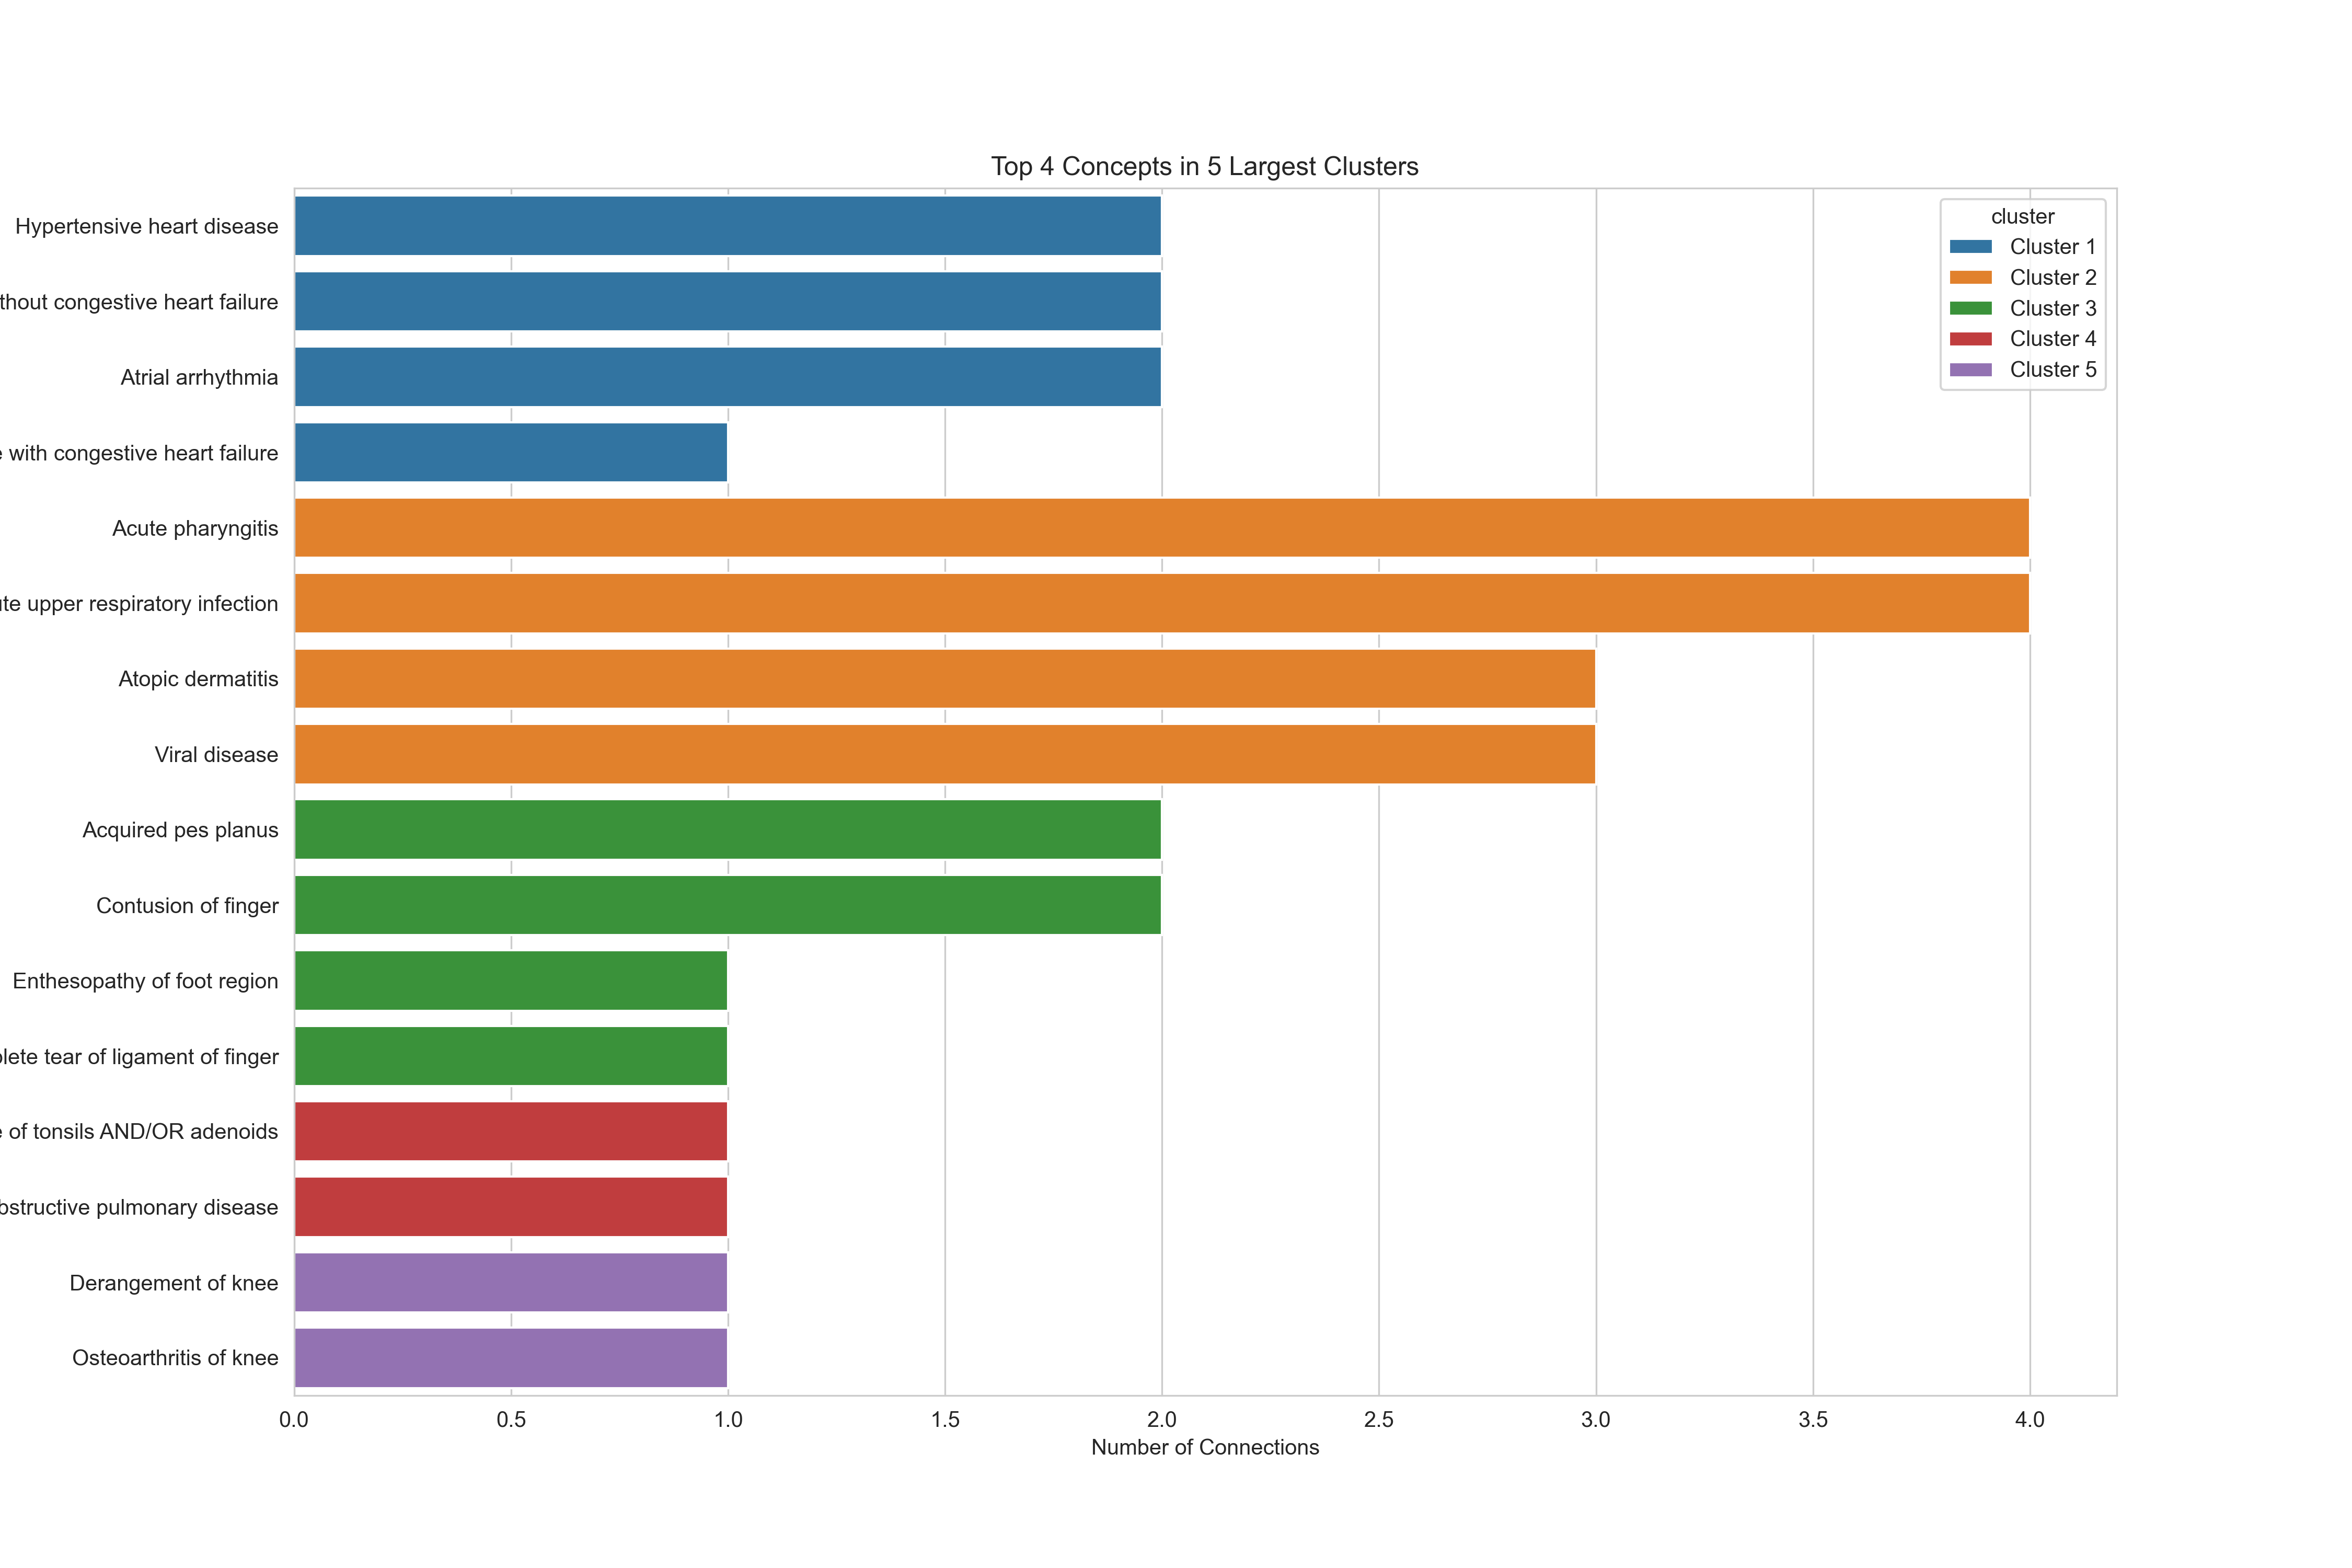 Top 4 Concepts in 5 Largest Clusters
cluster
Cluster 1
Cluster 2
Cluster 3
Cluster 4
Cluster 5
Hypertensive heart disease
thout congestive heart failure
Atrial arrhythmia
with congestive heart failure
Acute pharyngitis
te upper respiratory infection
Atopic dermatitis
Viral disease
Acquired pes planus
Contusion of finger
Enthesopathy of foot region
lete tear of ligament of finger
of tonsils AND/OR adenoids
bstructive pulmonary disease
Derangement of knee
Osteoarthritis of knee
0.0 0.5 1.0 1.5 2.0 2.5 3.0 3.5 4.0
Number of Connections